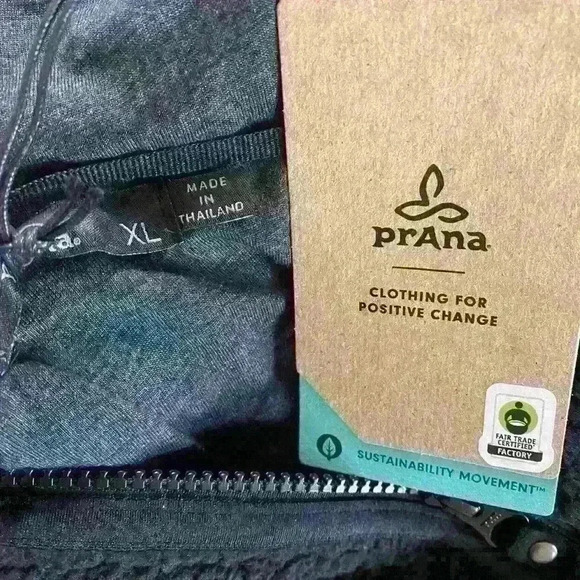 MADE
IN
THAILAND
XL
prAna
CLOTHING FOR
POSITIVE CHANGE
FAIR TRADE
CERTIFIED
FACTORY
SUSTAINABILITY MOVEMENT™